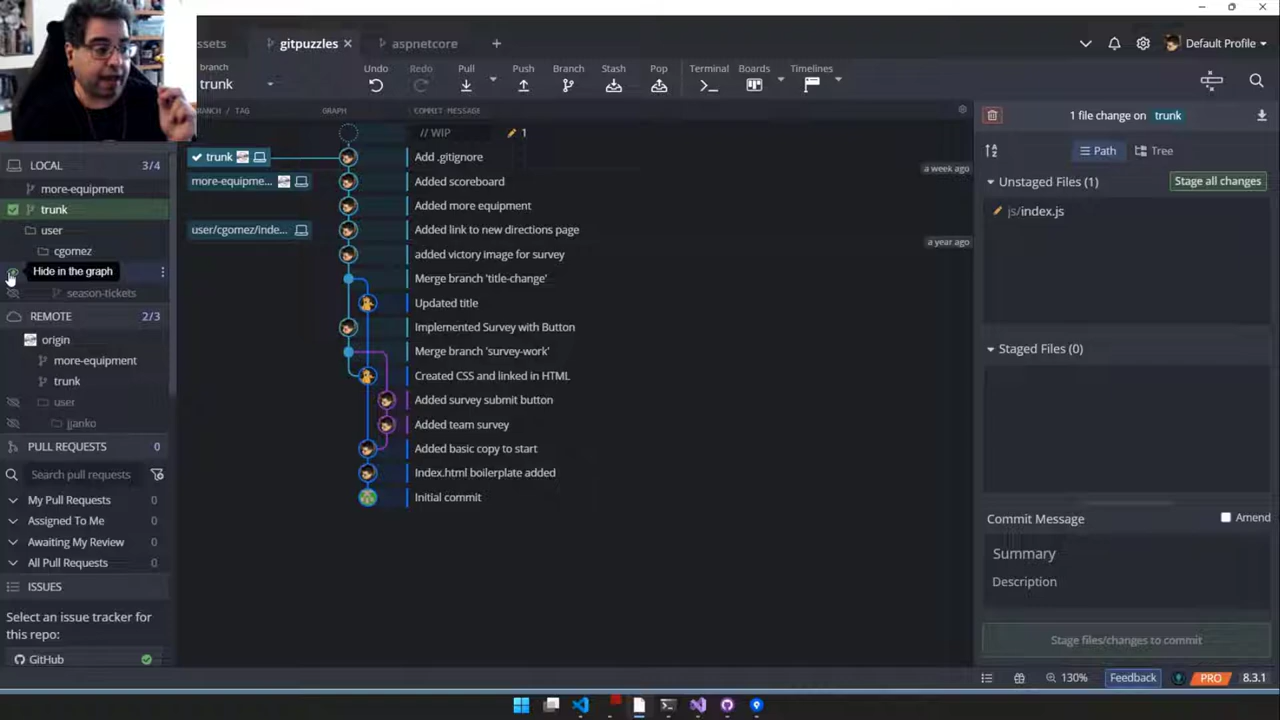 ssets
gitpuzzles
aspnetcore
Default Profile
branch
trunk
Undo
Redo
Pull
Push
Branch
Stash
Pop
Terminal
Boards
Timelines
BRANCH / TAG
GRAPH
COMMIT MESSAGE
// WIP
1
trunk
Add .gitignore
a week ago
more-equipme...
Added scoreboard
Added more equipment
user/cgomez/inde...
Added link to new directions page
a year ago
added victory image for survey
Merge branch 'title-change'
Updated title
Implemented Survey with Button
Merge branch 'survey-work'
Created CSS and linked in HTML
Added survey submit button
Added team survey
Added basic copy to start
Index.html boilerplate added
Initial commit
LOCAL 3/4
more-equipment
trunk
user
cgomez
Hide in the graph
season-tickets
REMOTE 2/3
origin
more-equipment
trunk
user
jjanko
PULL REQUESTS 0
Search pull requests
My Pull Requests 0
Assigned To Me 0
Awaiting My Review 0
All Pull Requests 0
ISSUES
Select an issue tracker for
this repo:
GitHub
1 file change on trunk
Path
Tree
Unstaged Files (1)
Stage all changes
js/index.js
Staged Files (0)
Commit Message
Amend
Summary
Description
Stage files/changes to commit
130%
Feedback
PRO
8.3.1